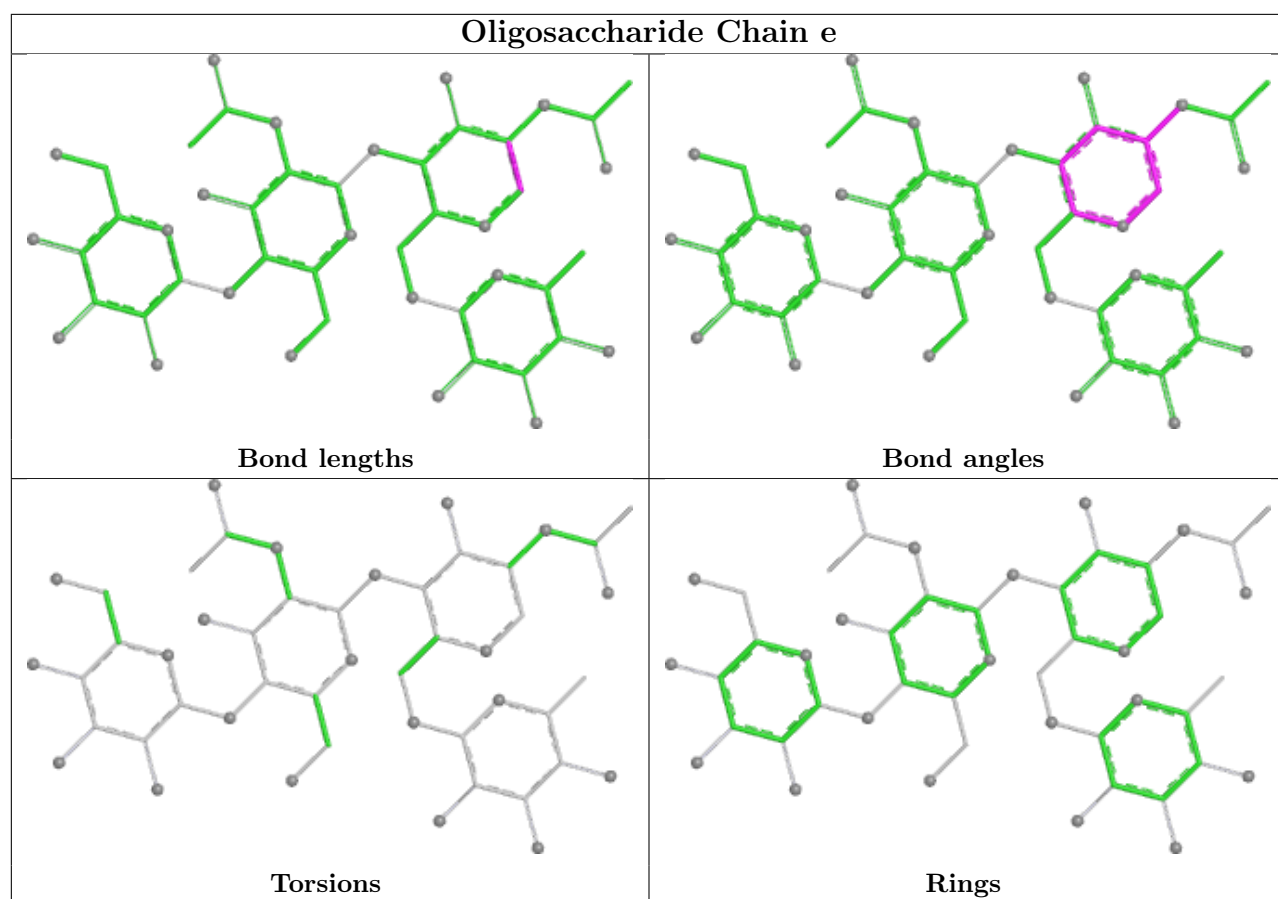 Oligosaccharide Chain e
Bond lengths
Bond angles
Torsions
Rings